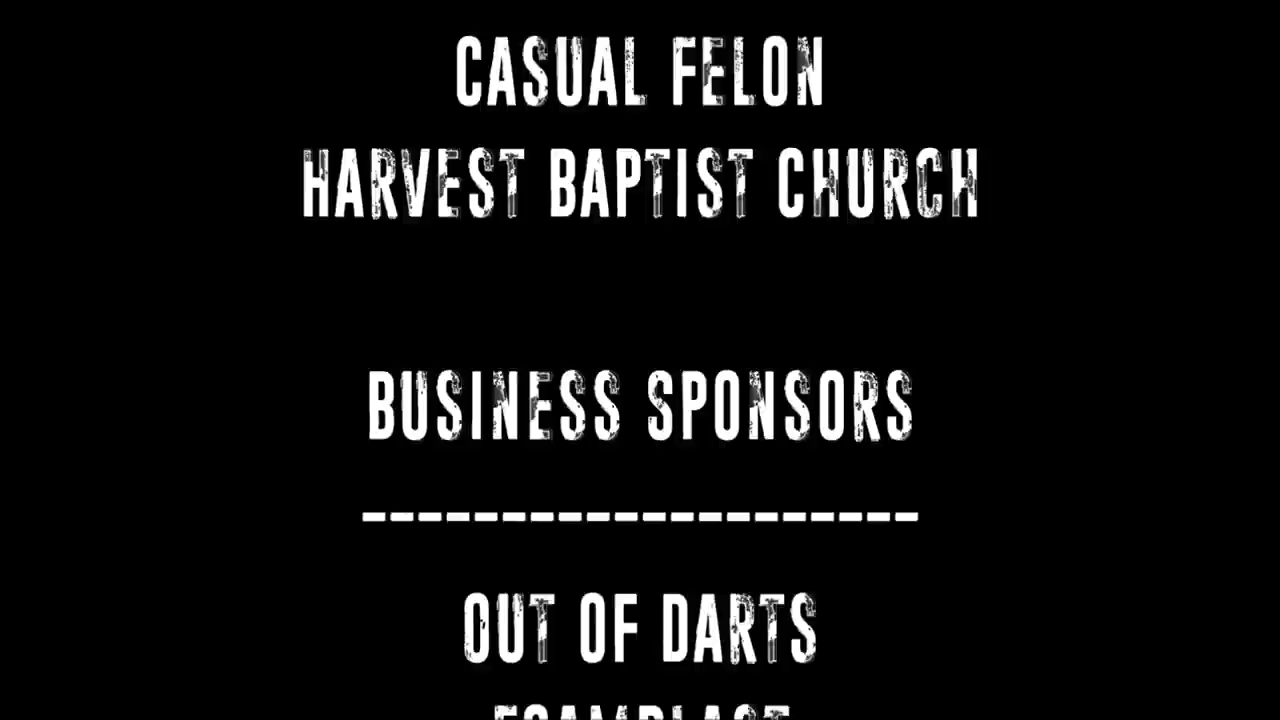 CASUAL FELON
HARVEST BAPTIST CHURCH
BUSINESS SPONSORS
--------------------
OUT OF DARTS